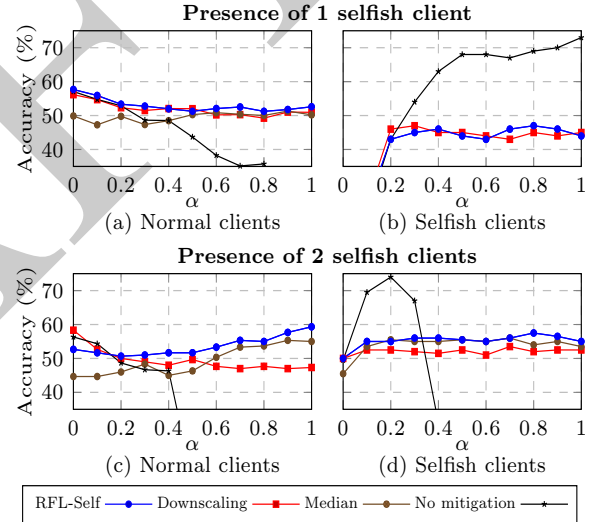 Presence of 1 selfish client
Accuracy (%)
70
60
50
40
0 0.2 0.4 0.6 0.8 1
α
(a) Normal clients
0 0.2 0.4 0.6 0.8 1
α
(b) Selfish clients
Presence of 2 selfish clients
Accuracy (%)
70
60
50
40
0 0.2 0.4 0.6 0.8 1
α
(c) Normal clients
0 0.2 0.4 0.6 0.8 1
α
(d) Selfish clients
RFL-Self Downscaling Median No mitigation